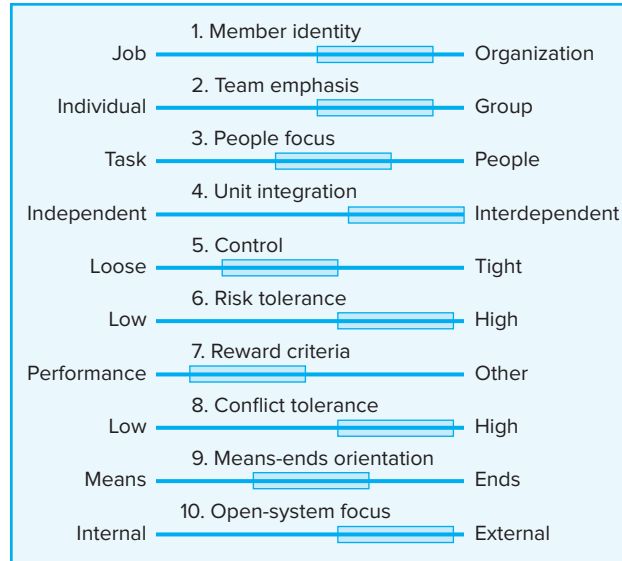 1. Member identity
Job Organization
2. Team emphasis
Individual Group
3. People focus
Task People
4. Unit integration
Independent Interdependent
5. Control
Loose Tight
6. Risk tolerance
Low High
7. Reward criteria
Performance Other
8. Conflict tolerance
Low High
9. Means-ends orientation
Means Ends
10. Open-system focus
Internal External